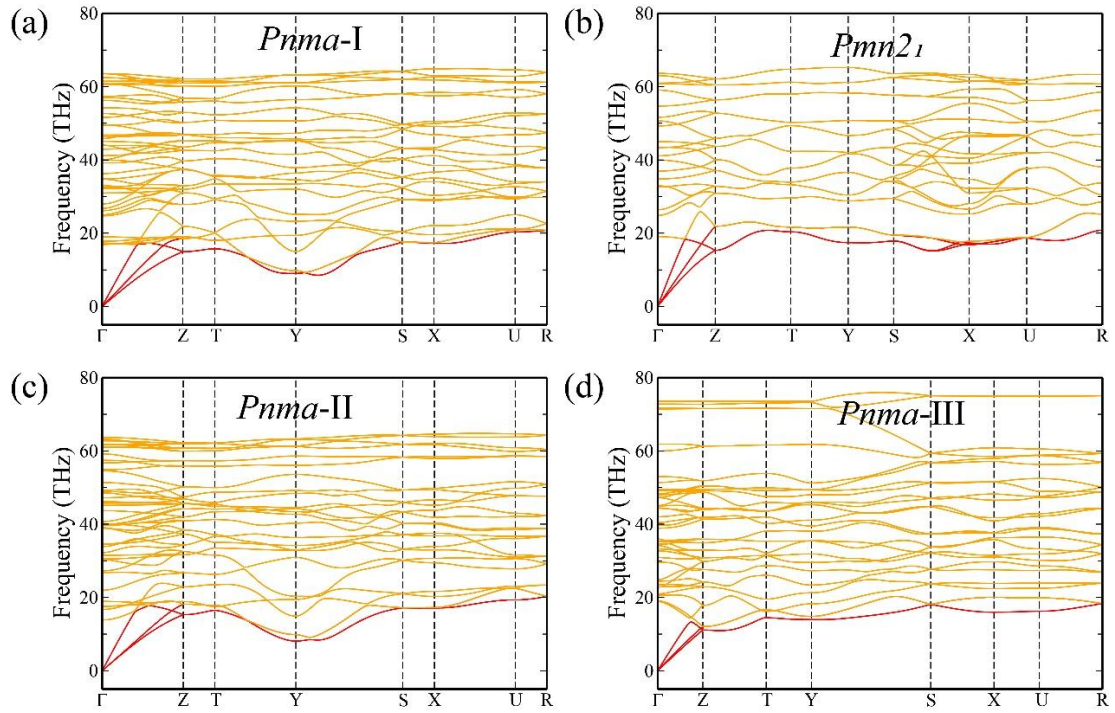 (a)
Pnma-I
80
60
40
20
0
Frequency (THz)
Γ Z T Y S X U R
(b)
Pmn2₁
80
60
40
20
0
Frequency (THz)
Γ Z T Y S X U R
(c)
Pnma-II
80
60
40
20
0
Frequency (THz)
Γ Z T Y S X U R
(d)
Pnma-III
80
60
40
20
0
Frequency (THz)
Γ Z T Y S X U R